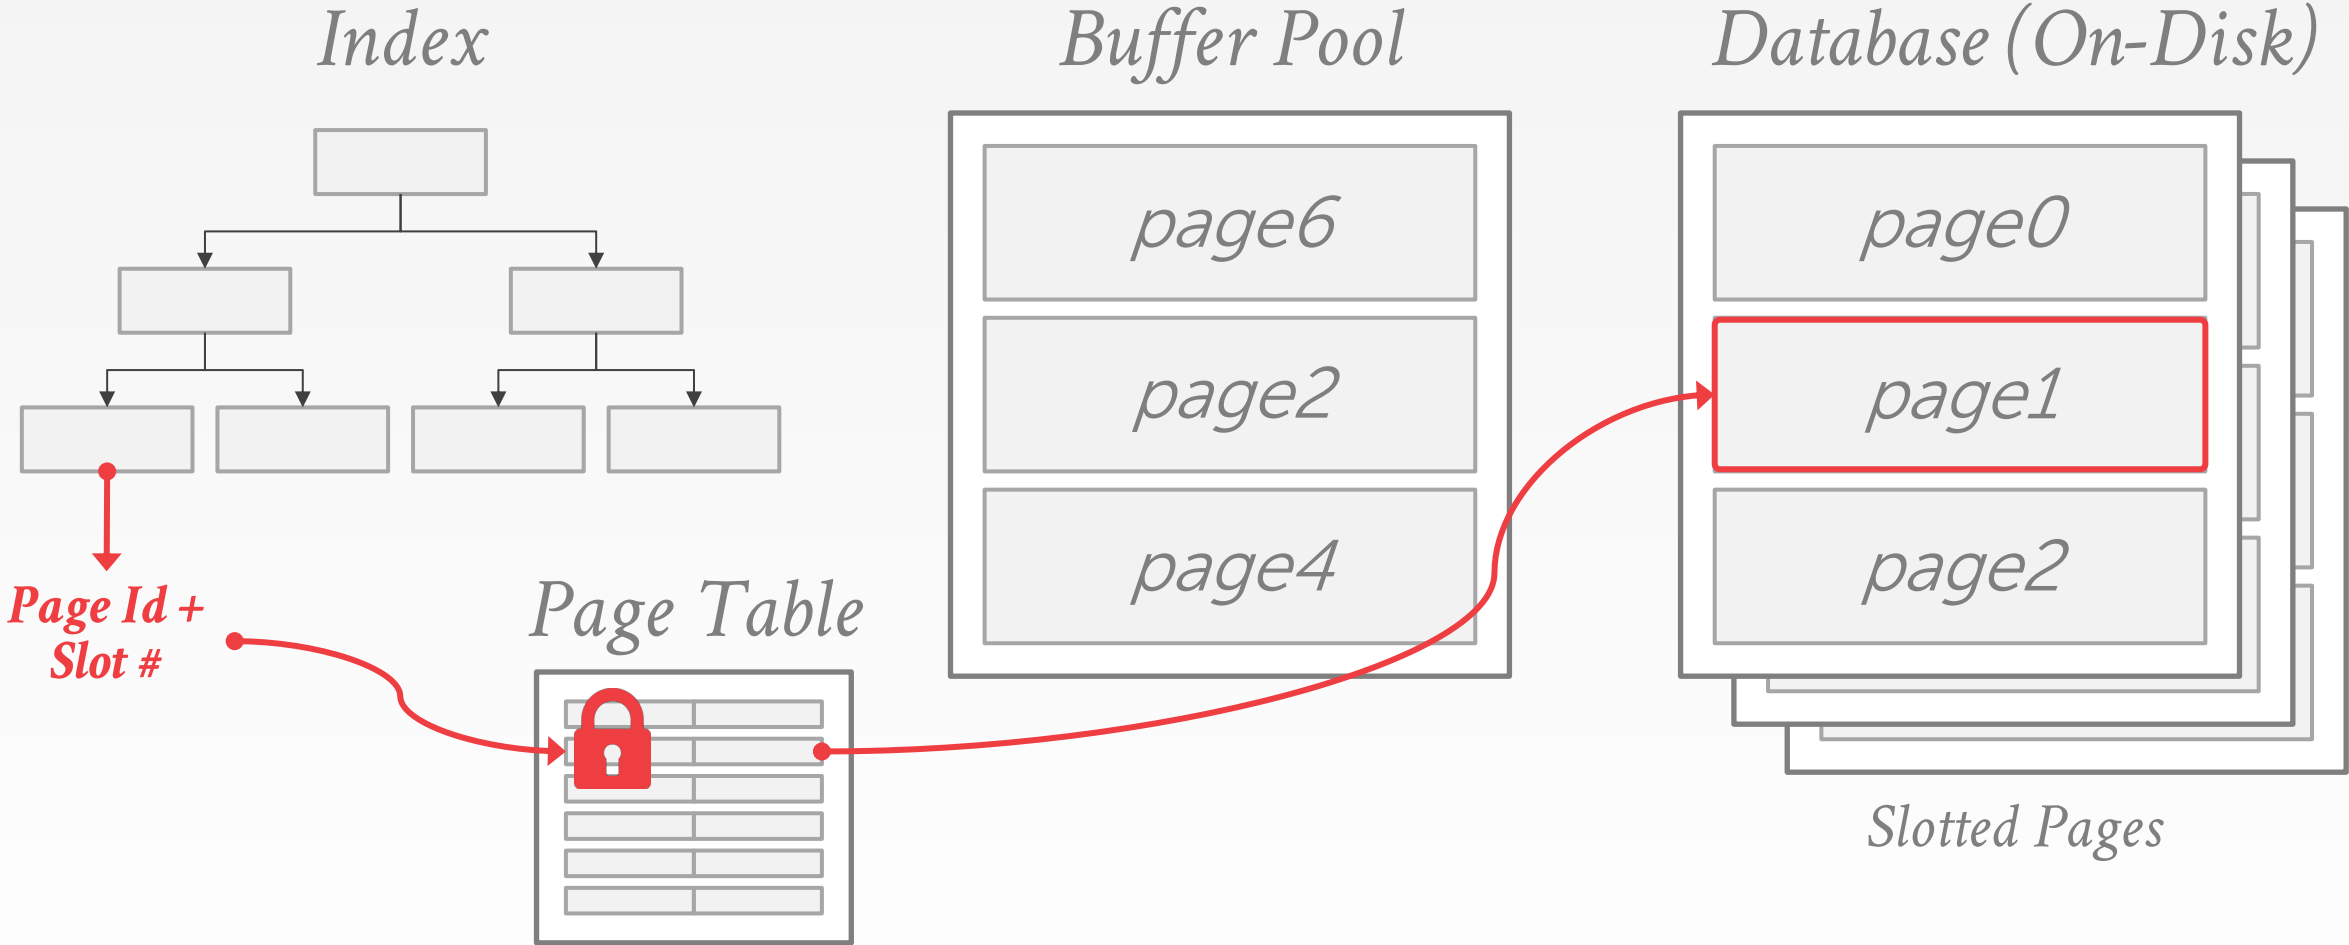 Index
Buffer Pool
Database (On-Disk)
page6
page2
page4
page0
page1
page2
Page Id +
Slot #
Page Table
Slotted Pages